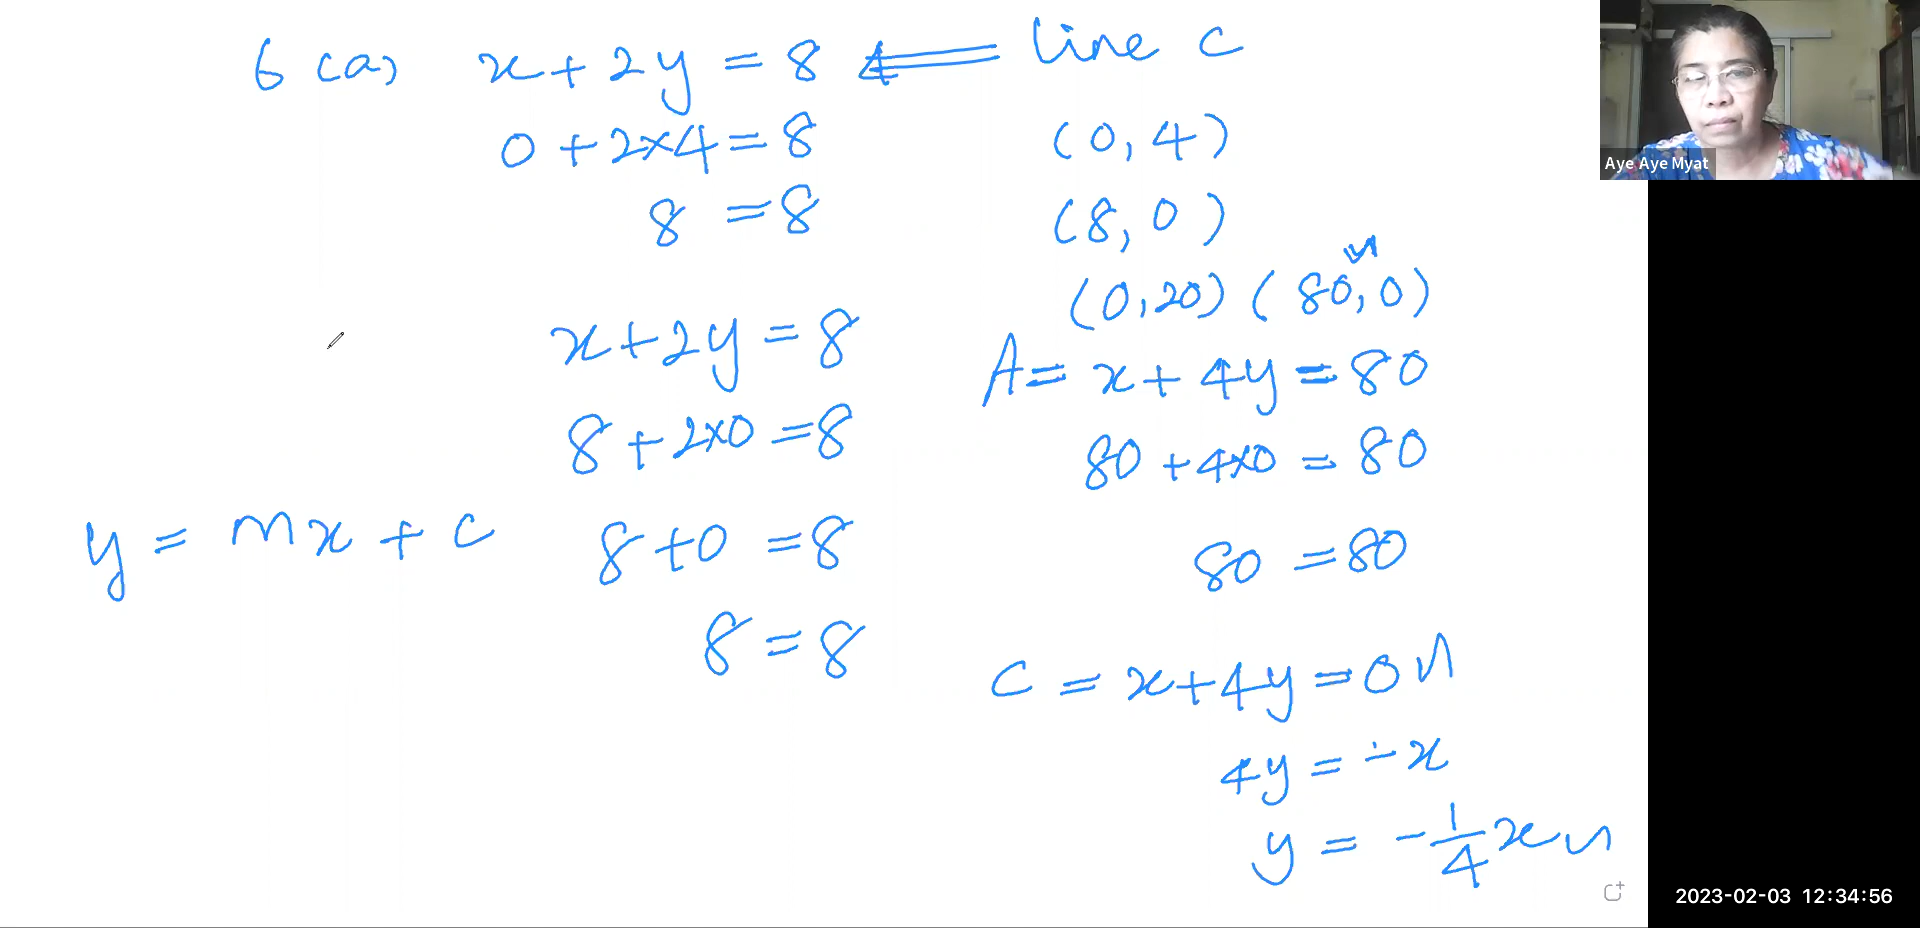 6 (a) x + 2y = 8 ⟸ line C
0 + 2×4 = 8
8 = 8
(0, 4)
(8, 0)
(0, 20) (80, 0)
x + 2y = 8
8 + 2×0 = 8
8 + 0 = 8
8 = 8
y = mx + c
A = x + 4y = 80
80 + 4×0 = 80
80 = 80
C = x + 4y = 0
4y = -x
y = -1/4 x
Aye Aye Myat
2023-02-03 12:34:56